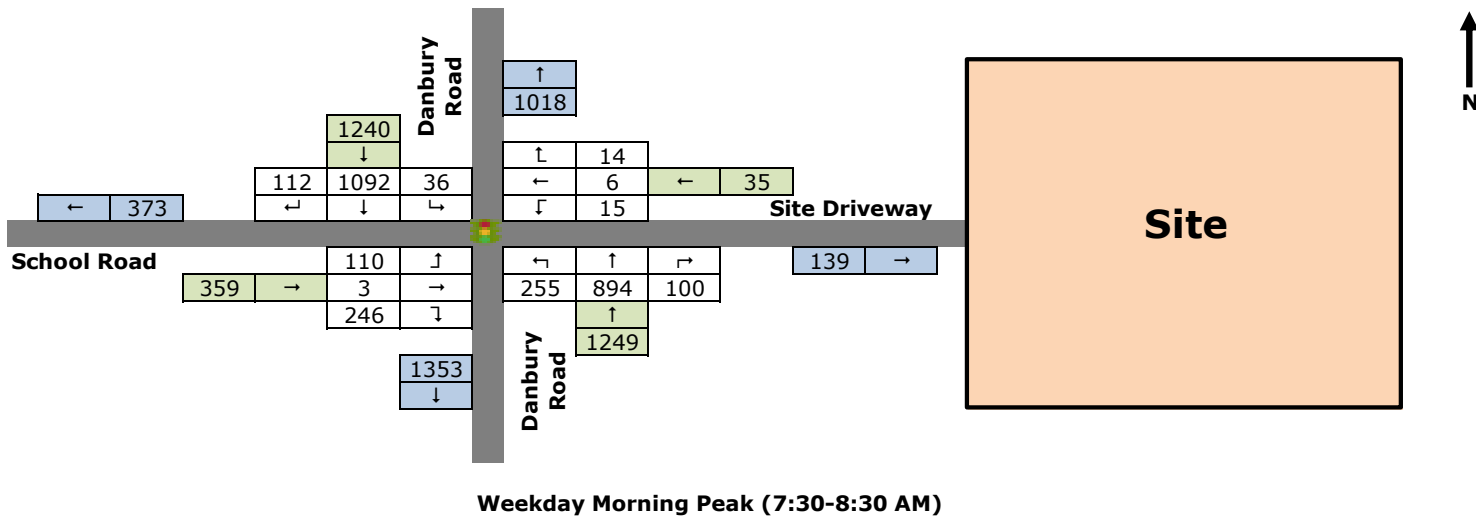 Danbury
Road
↑
1018
N
1240
↓
↰ 14
112 1092 36
← 6
← 35
← 373
↵ ↓ ↳
↲ 15
Site Driveway
Site
School Road
110 ↰
↰ ↑ ↱
139 →
359 →
3 →
255 894 100
246 ↴
↑
1249
1353
↓
Danbury
Road
Weekday Morning Peak (7:30-8:30 AM)